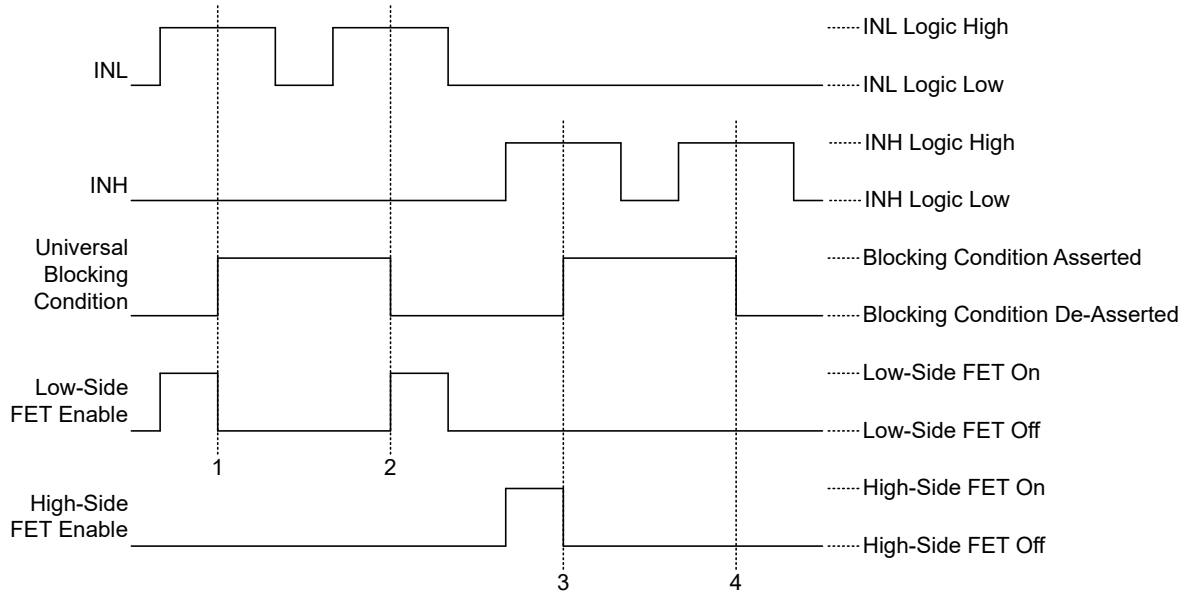 INL
INL Logic High
INL Logic Low
INH
INH Logic High
INH Logic Low
Universal
Blocking
Condition
Blocking Condition Asserted
Blocking Condition De-Asserted
Low-Side
FET Enable
Low-Side FET On
Low-Side FET Off
1
2
High-Side
FET Enable
High-Side FET On
High-Side FET Off
3
4